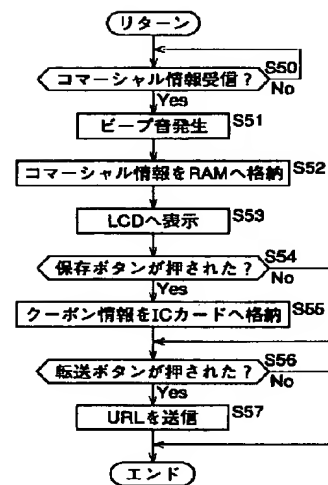 リターン
コマーシャル情報受信? S50
No
Yes
ビープ音発生 S51
コマーシャル情報をRAMへ格納 S52
LCDへ表示 S53
保存ボタンが押された? S54
No
Yes
クーポン情報をICカードへ格納 S55
転送ボタンが押された? S56
No
Yes
URLを送信 S57
エンド